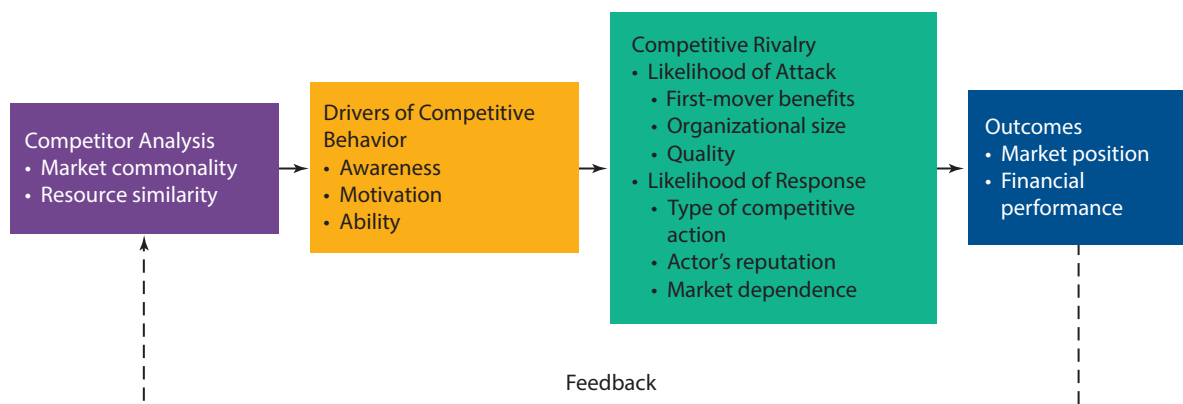 Competitor Analysis
• Market commonality
• Resource similarity
Drivers of Competitive
Behavior
• Awareness
• Motivation
• Ability
Competitive Rivalry
• Likelihood of Attack
• First-mover benefits
• Organizational size
• Quality
• Likelihood of Response
• Type of competitive
action
• Actor’s reputation
• Market dependence
Outcomes
• Market position
• Financial
performance
Feedback